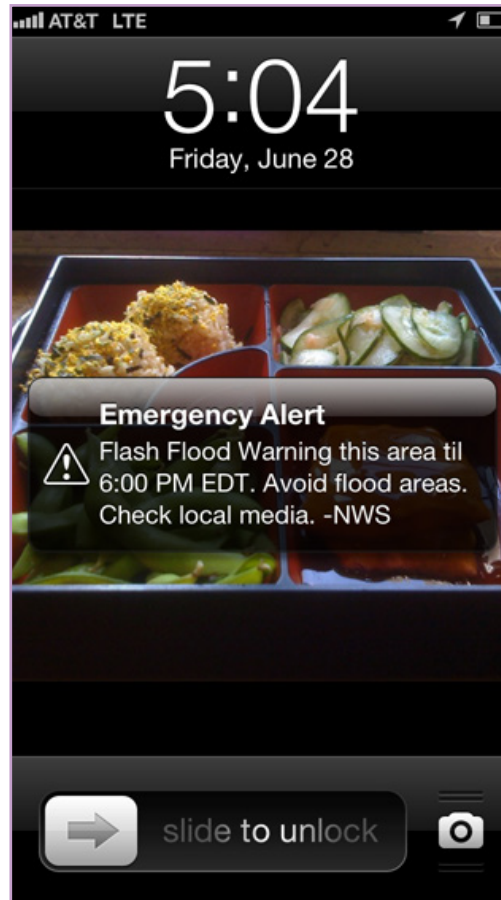 AT&T LTE
5:04
Friday, June 28
Emergency Alert
Flash Flood Warning this area til
6:00 PM EDT. Avoid flood areas.
Check local media. -NWS
slide to unlock